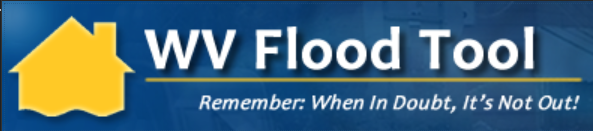 WV Flood Tool
Remember: When In Doubt, It's Not Out!